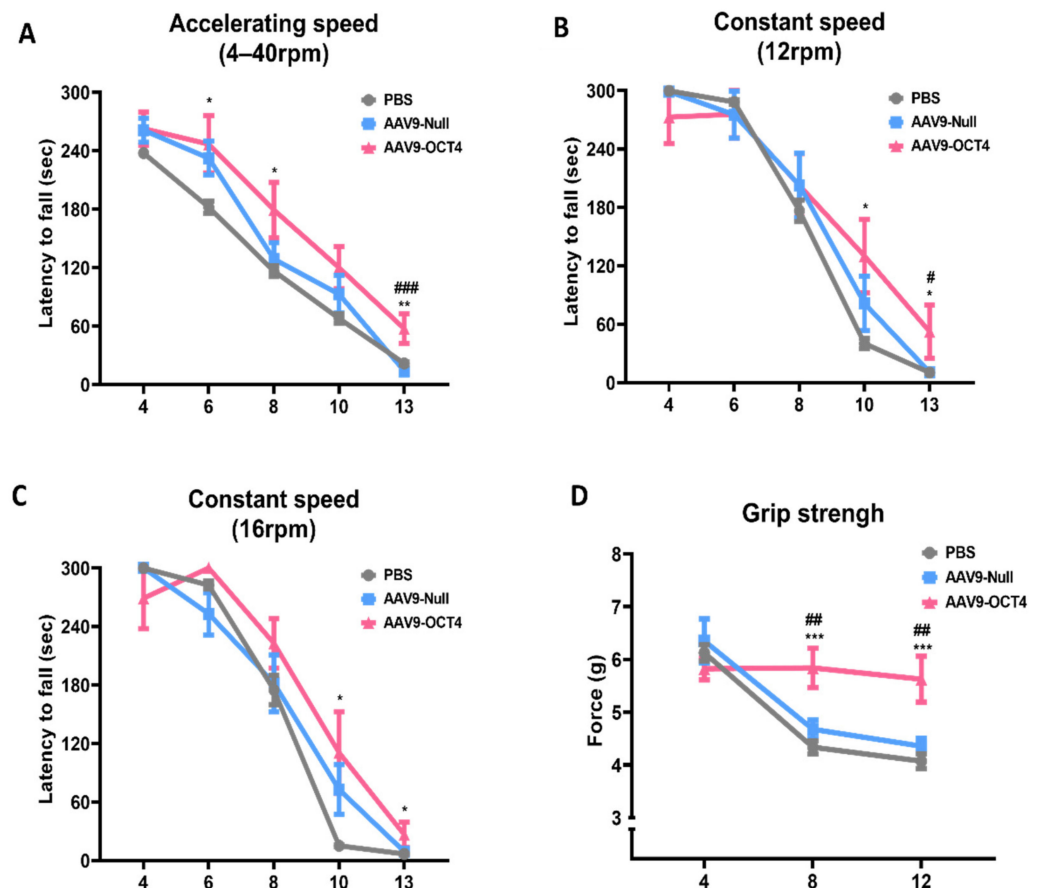 A
Accelerating speed
(4–40rpm)
Latency to fall (sec)
300
240
180
120
60
0
4 6 8 10 13
PBS
AAV9-Null
AAV9-OCT4
*
*
###
**
B
Constant speed
(12rpm)
Latency to fall (sec)
300
240
180
120
60
0
4 6 8 10 13
PBS
AAV9-Null
AAV9-OCT4
*
#
*
C
Constant speed
(16rpm)
Latency to fall (sec)
300
240
180
120
60
0
4 6 8 10 13
PBS
AAV9-Null
AAV9-OCT4
*
*
D
Grip strengh
Force (g)
8
7
6
5
4
3
4 8 12
PBS
AAV9-Null
AAV9-OCT4
##
***
##
***